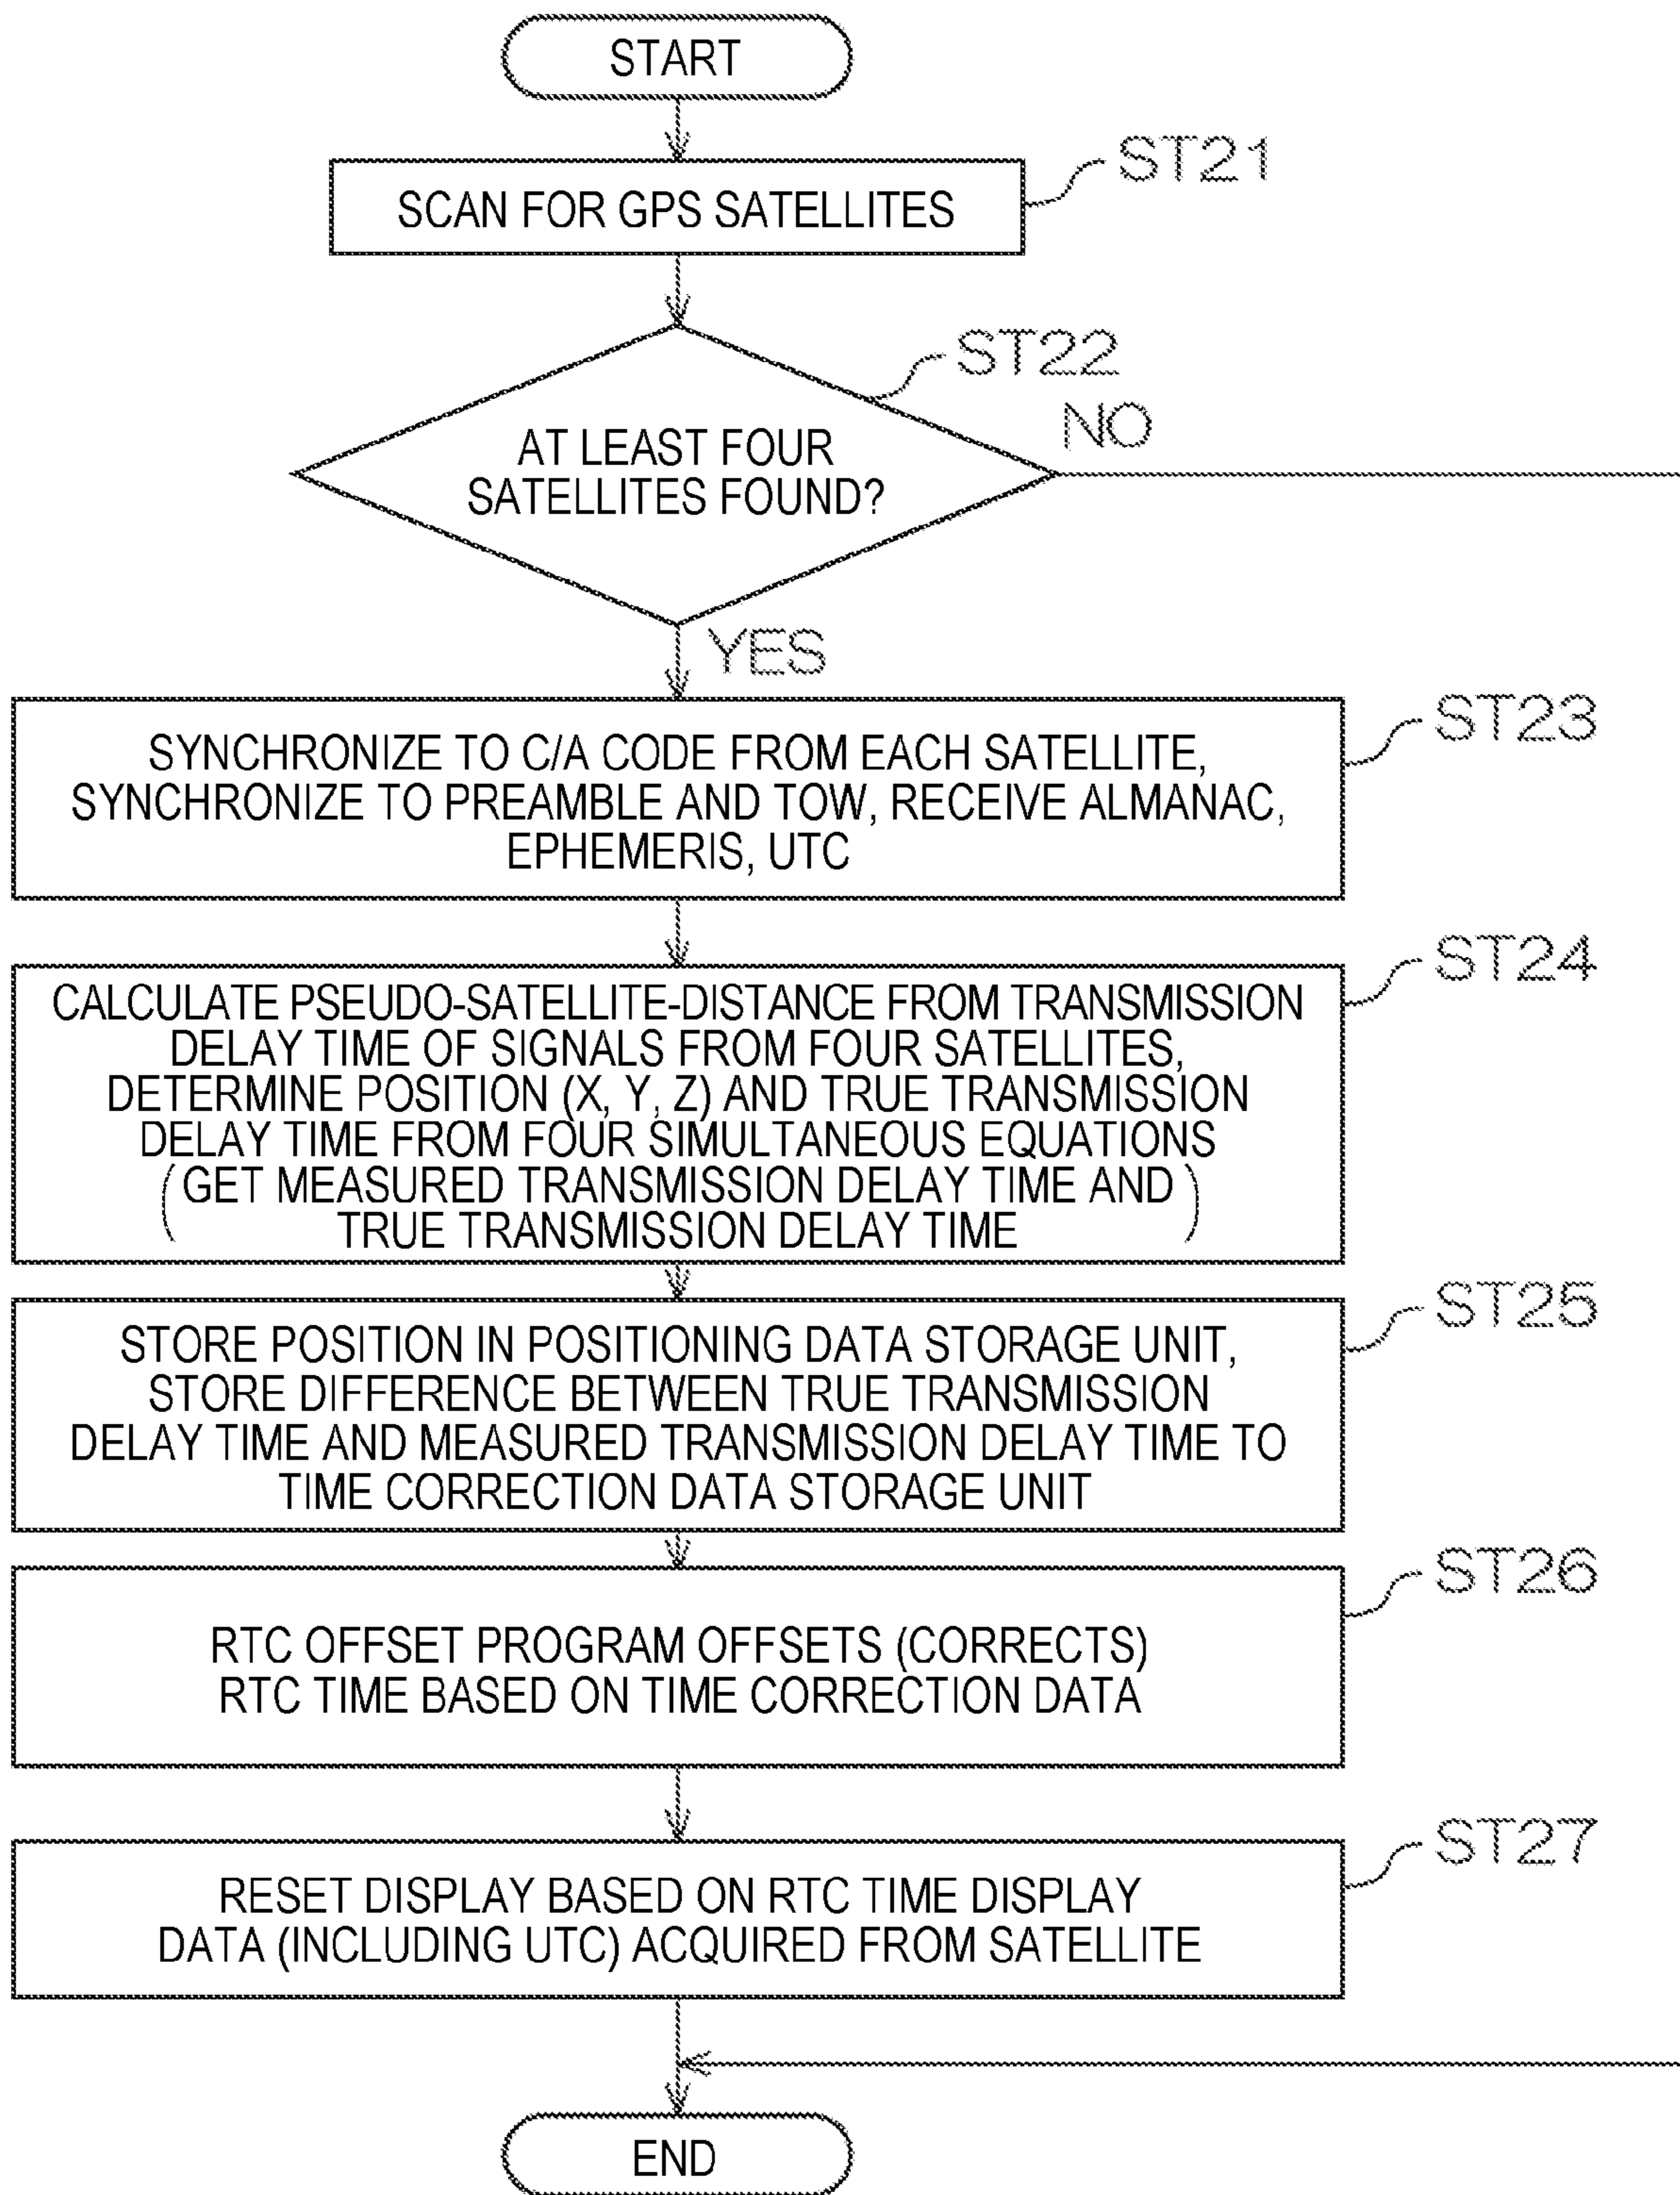 START
ST21
SCAN FOR GPS SATELLITES
ST22
NO
AT LEAST FOUR
SATELLITES FOUND?
YES
ST23
SYNCHRONIZE TO C/A CODE FROM EACH SATELLITE,
SYNCHRONIZE TO PREAMBLE AND TOW, RECEIVE ALMANAC,
EPHEMERIS, UTC
ST24
CALCULATE PSEUDO-SATELLITE-DISTANCE FROM TRANSMISSION
DELAY TIME OF SIGNALS FROM FOUR SATELLITES,
DETERMINE POSITION (X, Y, Z) AND TRUE TRANSMISSION
DELAY TIME FROM FOUR SIMULTANEOUS EQUATIONS
(GET MEASURED TRANSMISSION DELAY TIME AND
TRUE TRANSMISSION DELAY TIME)
ST25
STORE POSITION IN POSITIONING DATA STORAGE UNIT,
STORE DIFFERENCE BETWEEN TRUE TRANSMISSION
DELAY TIME AND MEASURED TRANSMISSION DELAY TIME TO
TIME CORRECTION DATA STORAGE UNIT
ST26
RTC OFFSET PROGRAM OFFSETS (CORRECTS)
RTC TIME BASED ON TIME CORRECTION DATA
ST27
RESET DISPLAY BASED ON RTC TIME DISPLAY
DATA (INCLUDING UTC) ACQUIRED FROM SATELLITE
END